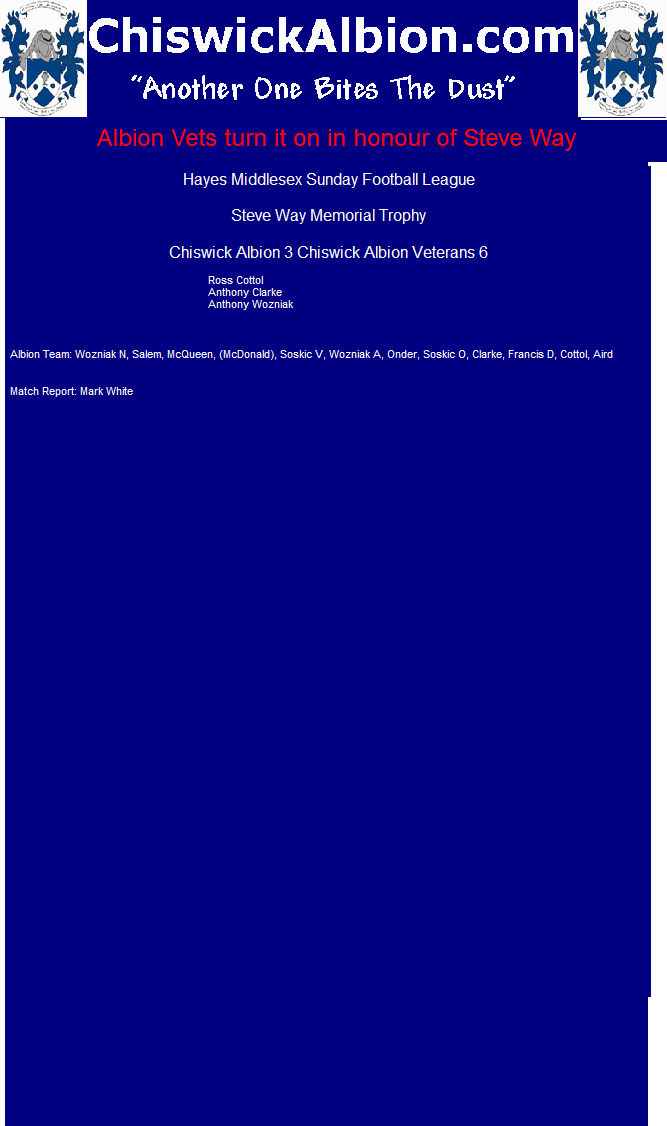 ChiswickAlbion.com
"Another One Bites The Dust"
Albion Vets turn it on in honour of Steve Way
Hayes Middlesex Sunday Football League
Steve Way Memorial Trophy
Chiswick Albion 3 Chiswick Albion Veterans 6
Ross Cottol
Anthony Clarke
Anthony Wozniak
Albion Team: Wozniak N, Salem, McQueen, (McDonald), Soskic V, Wozniak A, Onder, Soskic O, Clarke, Francis D, Cottol, Aird
Match Report: Mark White